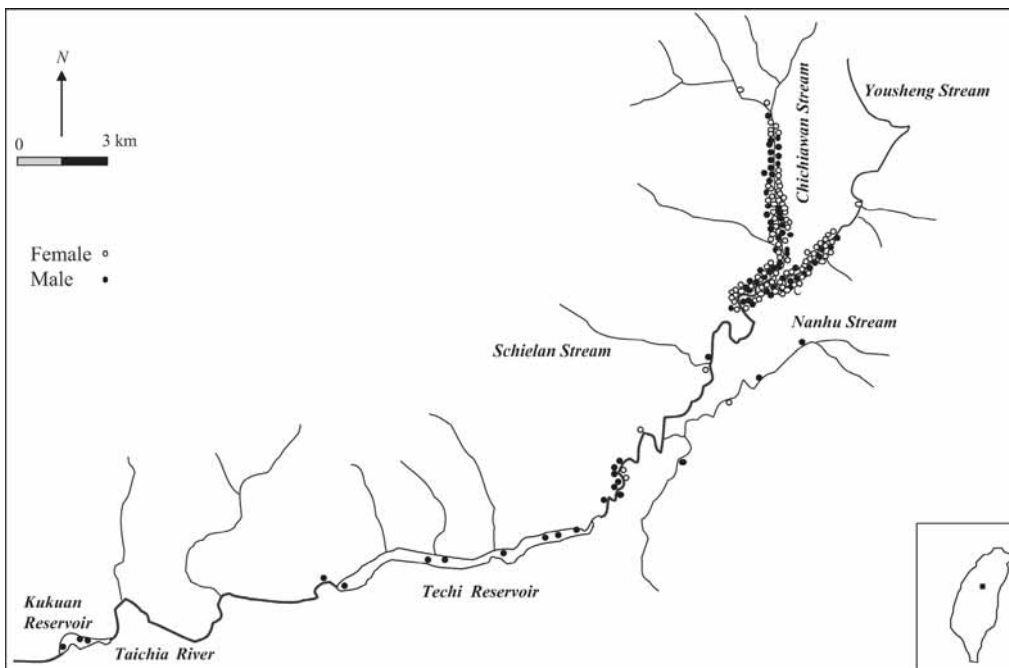 N
0
3 km
Female
Male
Chichiawan Stream
Yousheng Stream
Nanhu Stream
Schielan Stream
Techi Reservoir
Kukuan
Reservoir
Taichia River